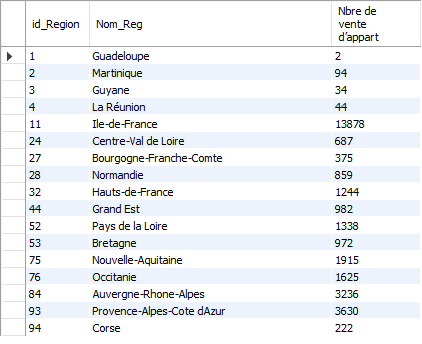 id_Region Nom_Reg Nbre de vente d'appart
1 Guadeloupe 2
2 Martinique 94
3 Guyane 34
4 La Réunion 44
11 Ile-de-France 13878
24 Centre-Val de Loire 687
27 Bourgogne-Franche-Comte 375
28 Normandie 859
32 Hauts-de-France 1244
44 Grand Est 982
52 Pays de la Loire 1338
53 Bretagne 972
75 Nouvelle-Aquitaine 1915
76 Occitanie 1625
84 Auvergne-Rhone-Alpes 3236
93 Provence-Alpes-Cote dAzur 3630
94 Corse 222